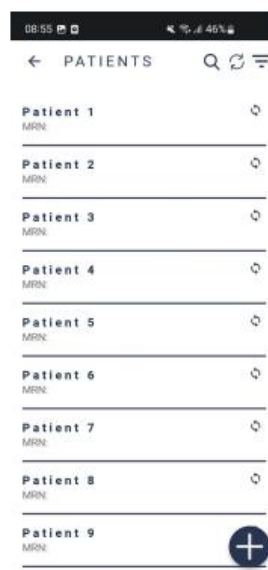 08:55 46%
PATIENTS
Patient 1
MRN:
Patient 2
MRN:
Patient 3
MRN:
Patient 4
MRN:
Patient 5
MRN:
Patient 6
MRN:
Patient 7
MRN:
Patient 8
MRN:
Patient 9
MRN: